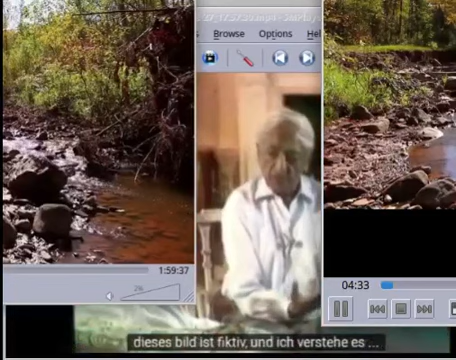 Browse Options
1:59:37
04:33
dieses bild ist fiktiv, und ich verstehe es ...